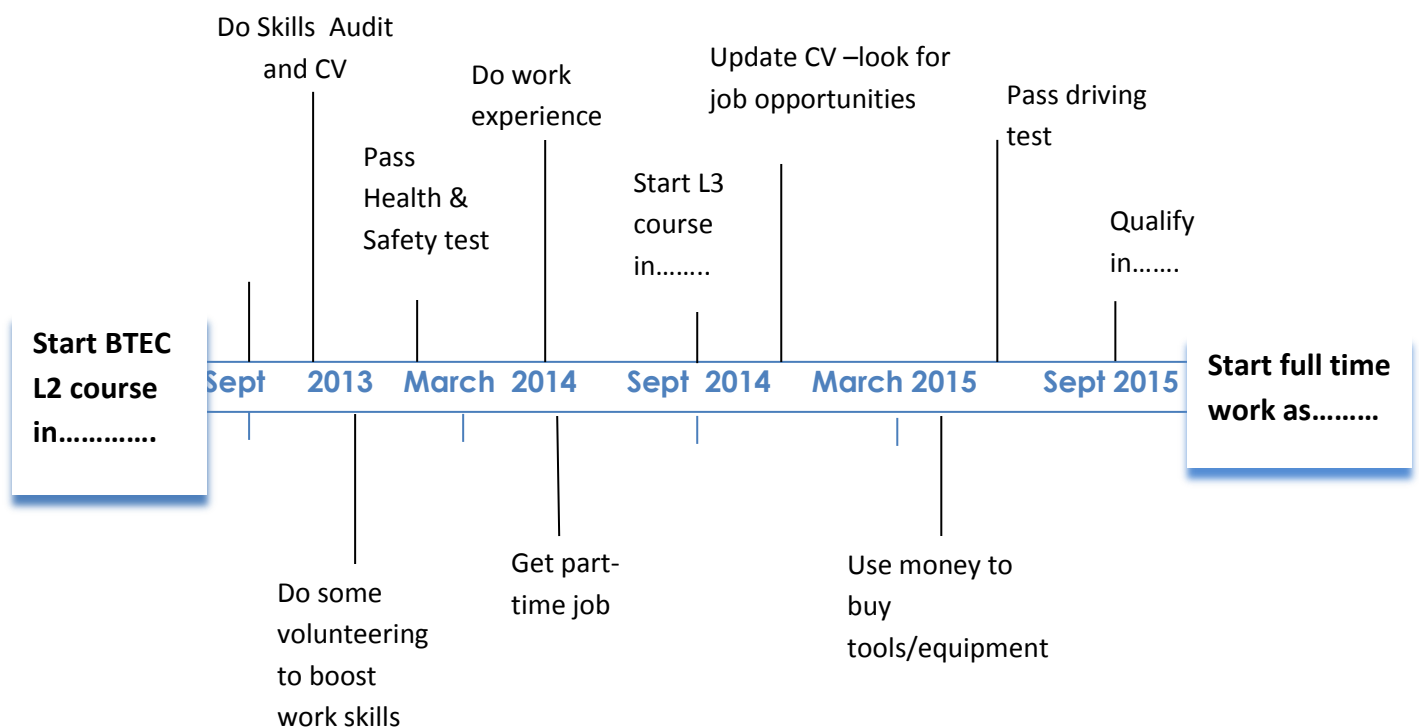 Do Skills  Audit
and CV
Do work
experience
Update CV –look for
job opportunities
Pass driving
test
Pass
Health &
Safety test
Start L3
course
in……..
Qualify
in…….
Start BTEC
L2 course
in………….
Sept 2013 March 2014 Sept 2014 March 2015 Sept 2015
Start full time
work as………
Do some
volunteering
to boost
work skills
Get part-
time job
Use money to
buy
tools/equipment